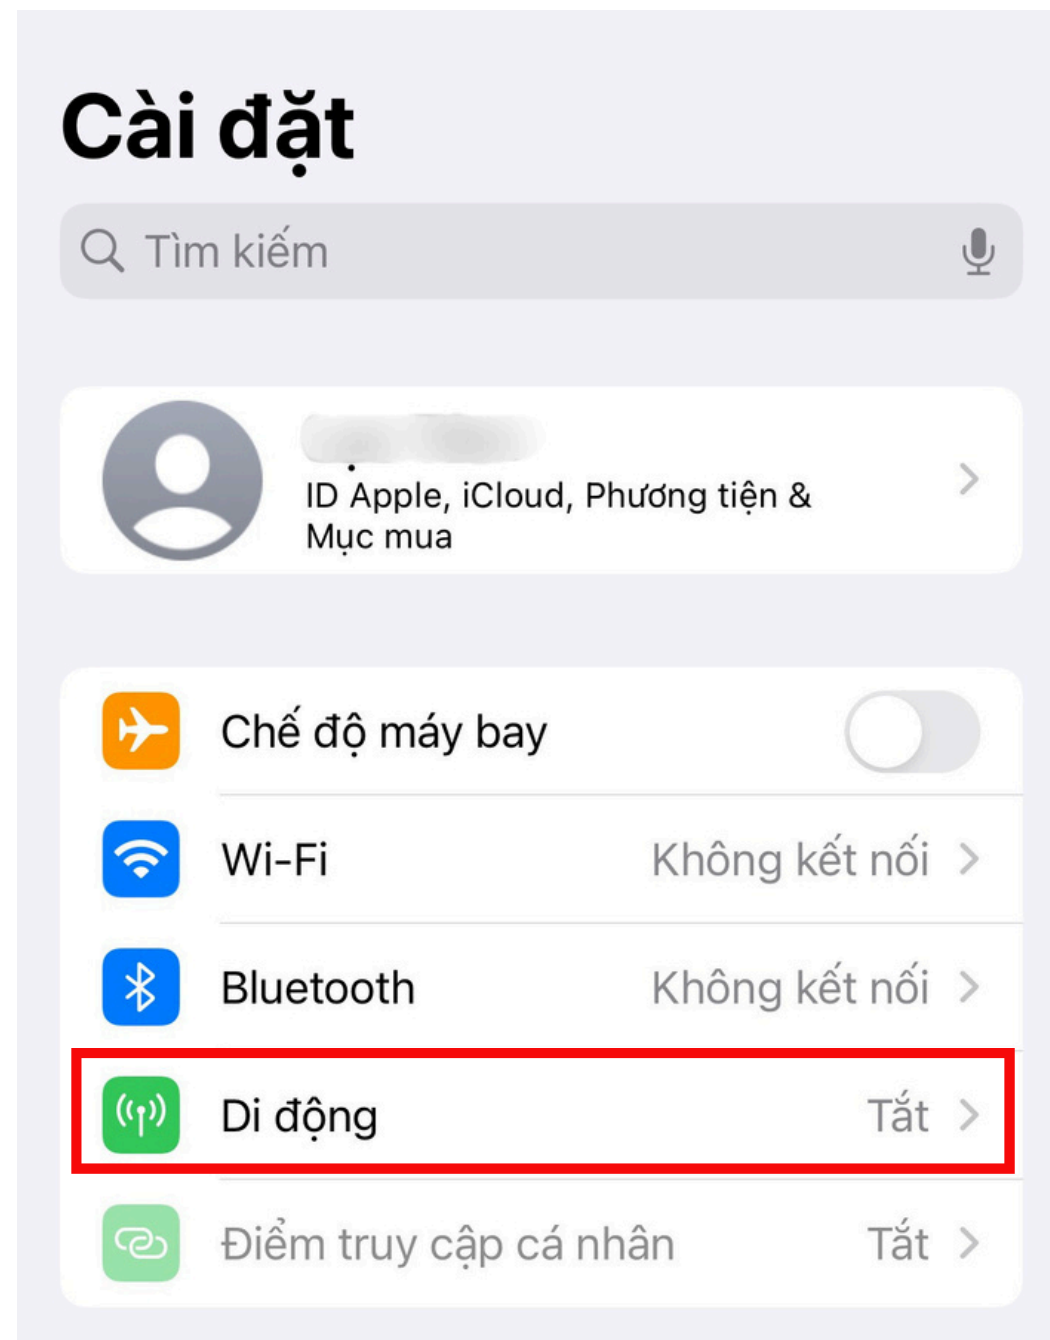 Cài đặt
Tìm kiếm
ID Apple, iCloud, Phương tiện &
Mục mua
Chế độ máy bay
Wi-Fi Không kết nối
Bluetooth Không kết nối
Di động Tắt
Điểm truy cập cá nhân Tắt